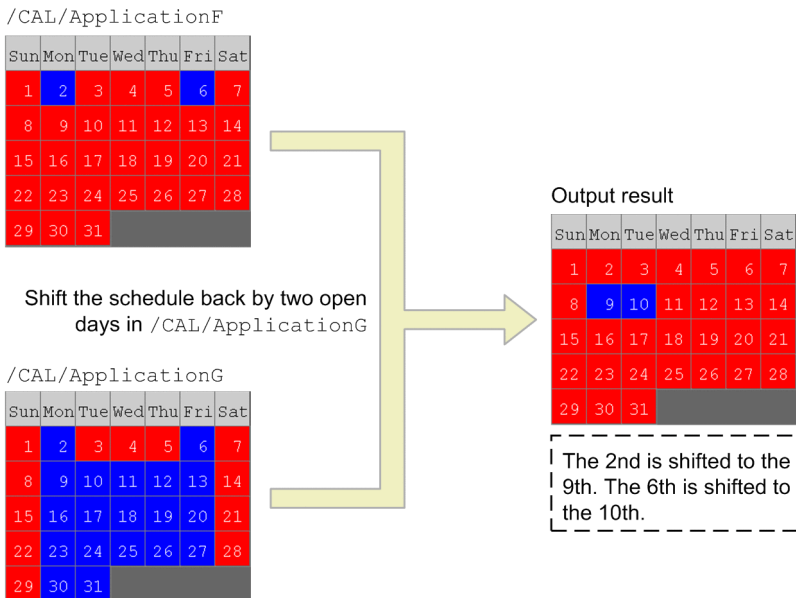 /CAL/ApplicationF
Sun Mon Tue Wed Thu Fri Sat
1 2 3 4 5 6 7
8 9 10 11 12 13 14
15 16 17 18 19 20 21
22 23 24 25 26 27 28
29 30 31
Shift the schedule back by two open
days in /CAL/ApplicationG
/CAL/ApplicationG
Sun Mon Tue Wed Thu Fri Sat
1 2 3 4 5 6 7
8 9 10 11 12 13 14
15 16 17 18 19 20 21
22 23 24 25 26 27 28
29 30 31
Output result
Sun Mon Tue Wed Thu Fri Sat
1 2 3 4 5 6 7
8 9 10 11 12 13 14
15 16 17 18 19 20 21
22 23 24 25 26 27 28
29 30 31
The 2nd is shifted to the
9th. The 6th is shifted to
the 10th.